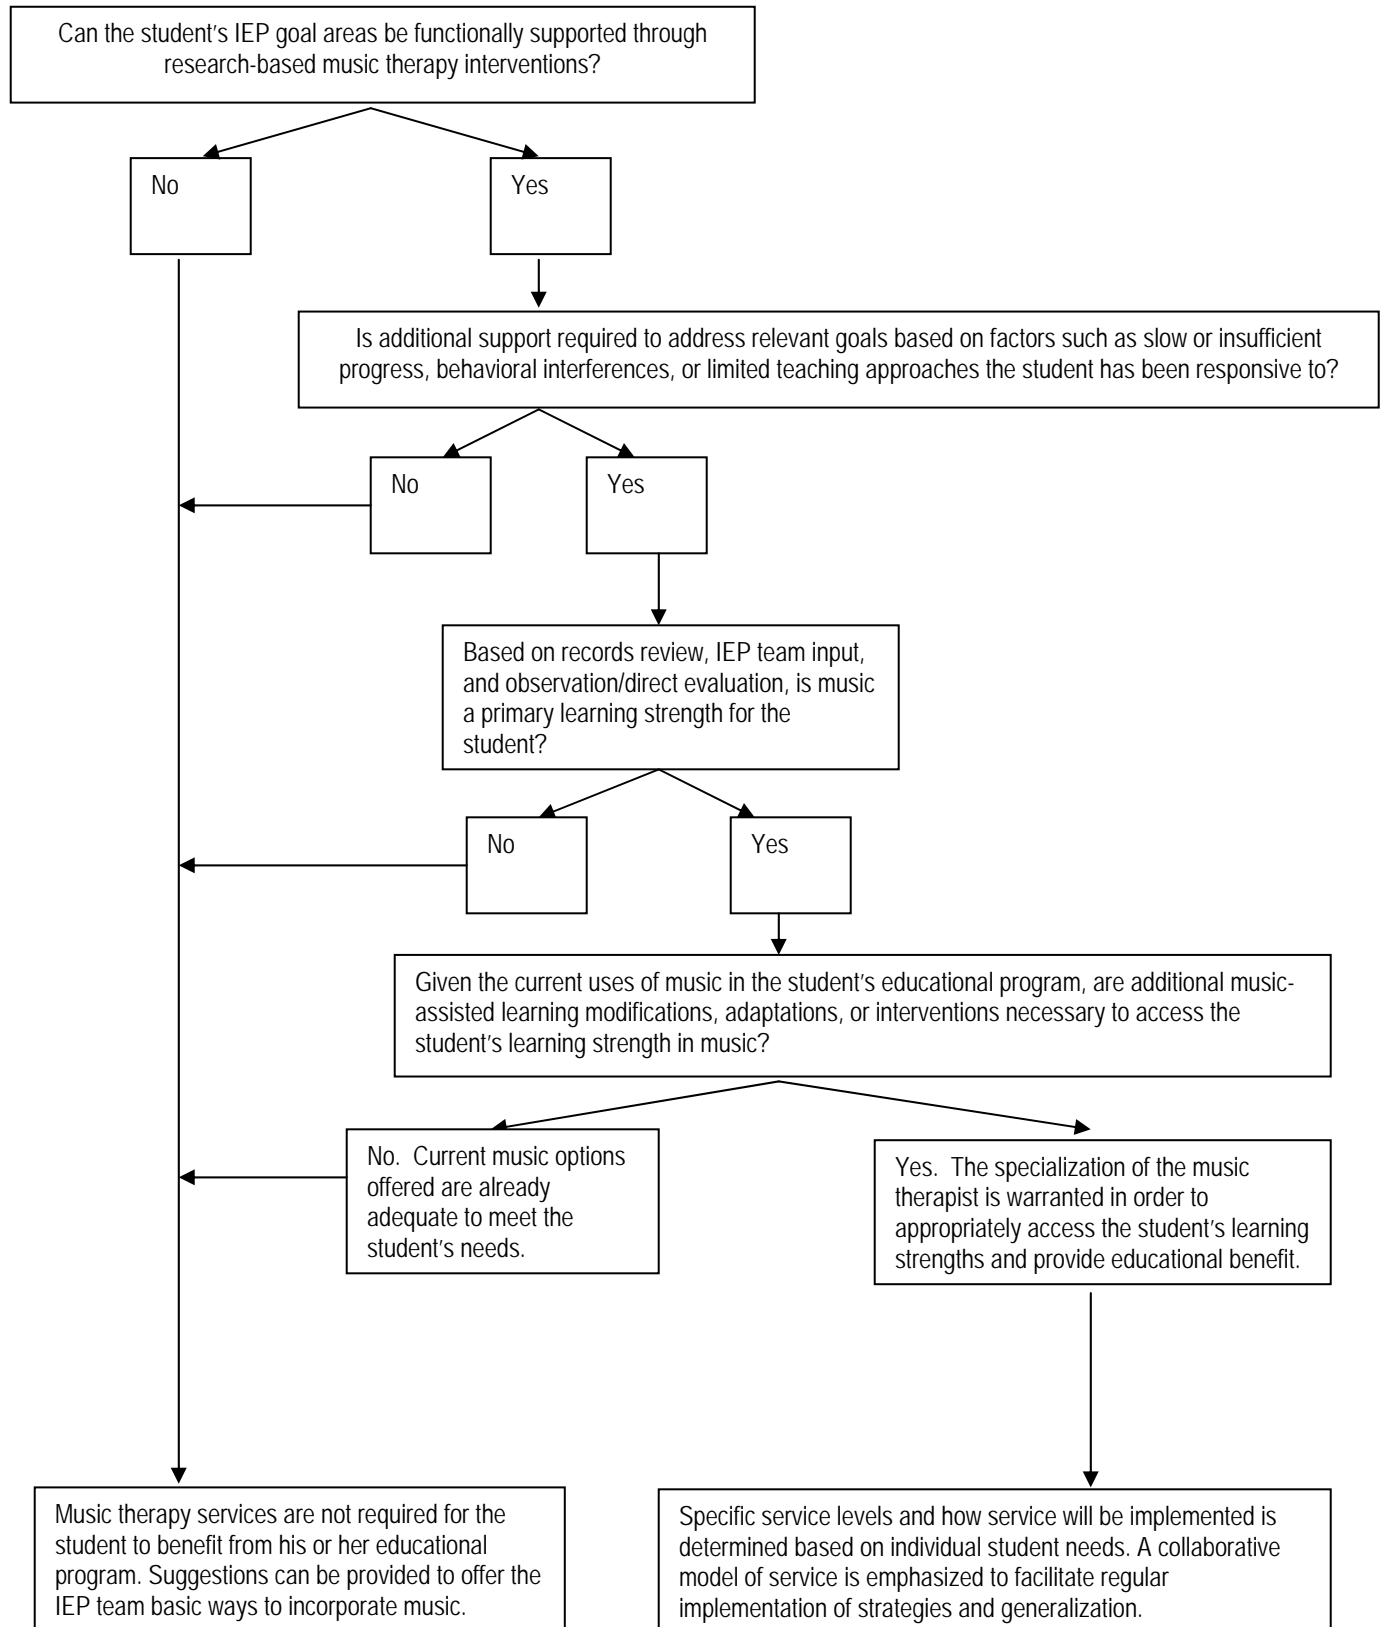 Can the student's IEP goal areas be functionally supported through
research-based music therapy interventions?
No
Yes
Is additional support required to address relevant goals based on factors such as slow or insufficient
progress, behavioral interferences, or limited teaching approaches the student has been responsive to?
No
Yes
Based on records review, IEP team input,
and observation/direct evaluation, is music
a primary learning strength for the
student?
No
Yes
Given the current uses of music in the student's educational program, are additional music-
assisted learning modifications, adaptations, or interventions necessary to access the
student's learning strength in music?
No.  Current music options
offered are already
adequate to meet the
student's needs.
Yes.  The specialization of the music
therapist is warranted in order to
appropriately access the student's learning
strengths and provide educational benefit.
Music therapy services are not required for the
student to benefit from his or her educational
program. Suggestions can be provided to offer the
IEP team basic ways to incorporate music.
Specific service levels and how service will be implemented is
determined based on individual student needs. A collaborative
model of service is emphasized to facilitate regular
implementation of strategies and generalization.